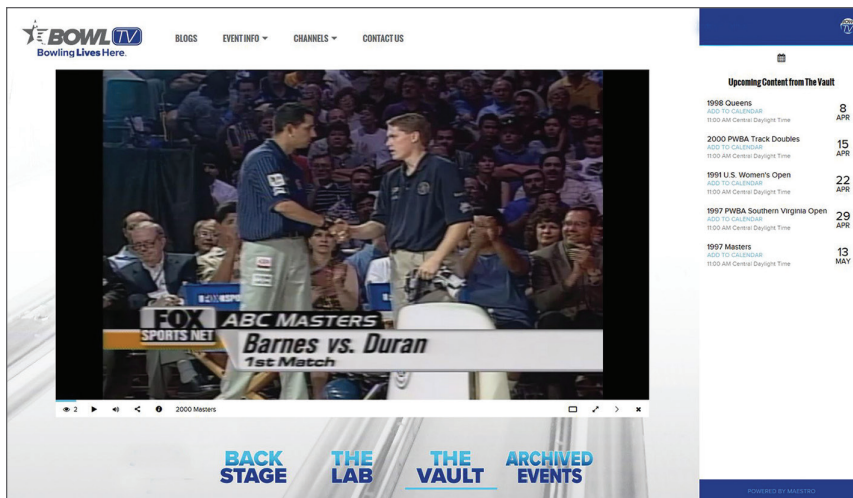 BOWL TV
Bowling Lives Here.
BLOGS
EVENT INFO
CHANNELS
CONTACT US
FOX
SPORTS NET
ABC MASTERS
Barnes vs. Duran
1st Match
2
2000 Masters
BACK
STAGE
THE
LAB
THE
VAULT
ARCHIVED
EVENTS
Upcoming Content from The Vault
1998 Queens
ADD TO CALENDAR
11:00 AM Central Daylight Time
8
APR
2000 PWBA Track Doubles
ADD TO CALENDAR
11:00 AM Central Daylight Time
15
APR
1991 U.S. Women's Open
ADD TO CALENDAR
11:00 AM Central Daylight Time
22
APR
1997 PWBA Southern Virginia Open
ADD TO CALENDAR
11:00 AM Central Daylight Time
29
APR
1997 Masters
ADD TO CALENDAR
11:00 AM Central Daylight Time
13
MAY
POWERED BY MAESTRO